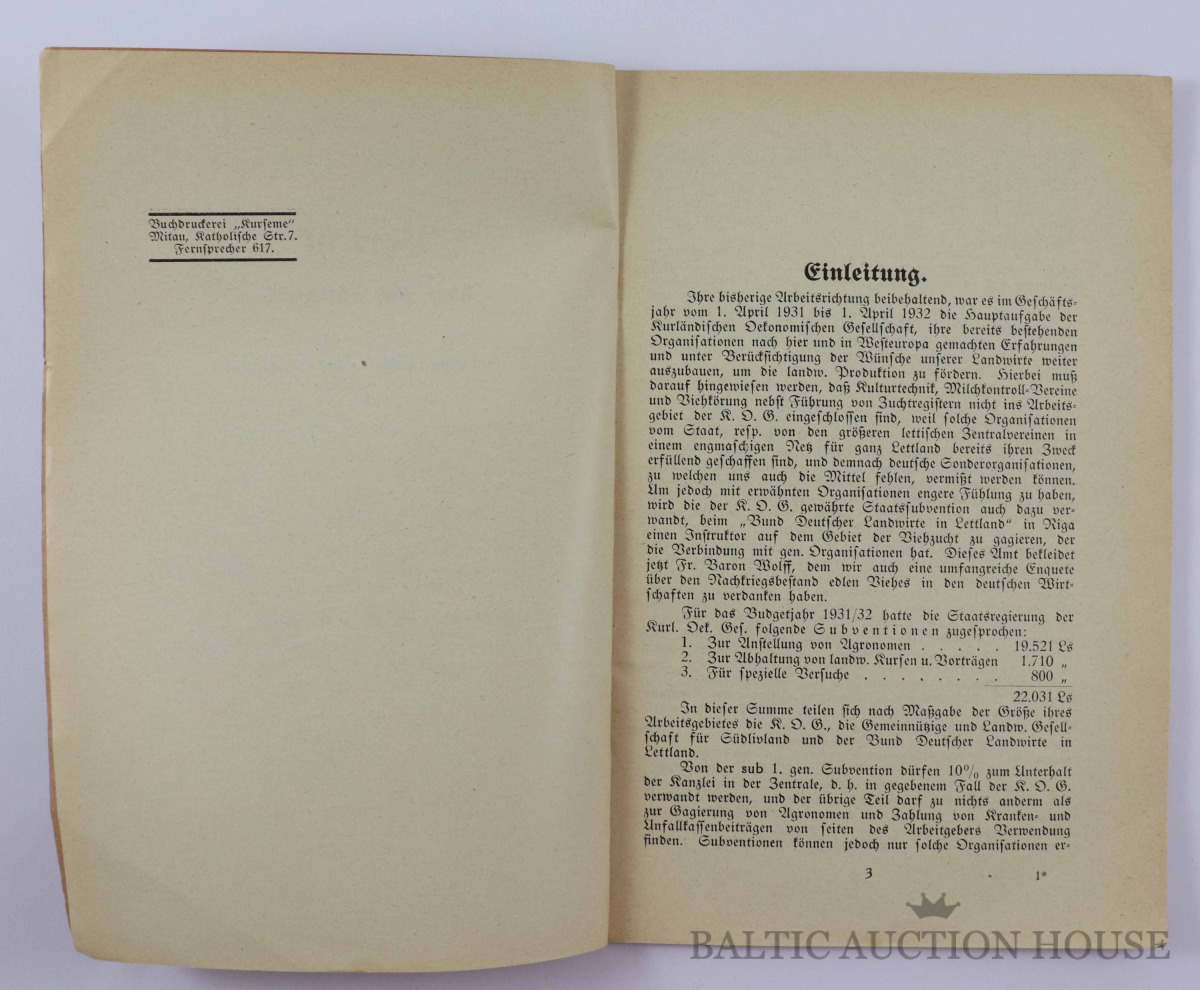 Buchdruckerei „Kurseme“
Mitau, Katholische Str. 7.
Fernsprecher 617.
Einleitung.
Ihre bisherige Arbeitsrichtung beibehaltend, war es im Geschäfts-
jahr vom 1. April 1931 bis 1. April 1932 die Hauptaufgabe der
Kurländischen Oekonomischen Gesellschaft, ihre bereits bestehenden
Organisationen nach hier und in Westeuropa gemachten Erfahrungen
und unter Berücksichtigung der Wünsche unserer Landwirte weiter
auszubauen, um die landw. Produktion zu fördern. Hierbei muß
darauf hingewiesen werden, daß Kulturtechnik, Milchkontroll-Vereine
und Viehkörung nebst Führung von Zuchtregistern nicht ins Arbeits-
gebiet der K. O. G. eingeschlossen sind, weil solche Organisationen
vom Staat, resp. von den größeren lettischen Zentralvereinen in
einem engmaschigen Netz für ganz Lettland bereits ihren Zweck
erfüllend geschaffen sind, und demnach deutsche Sonderorganisationen,
zu welchen uns auch die Mittel fehlen, vermißt werden können.
Um jedoch mit erwähnten Organisationen engere Fühlung zu haben,
wird die der K. O. G. gewährte Staatssubvention auch dazu ver-
wandt, beim „Bund Deutscher Landwirte in Lettland“ in Riga
einen Instruktor auf dem Gebiet der Viehzucht zu gagieren, der
die Verbindung mit gen. Organisationen hat. Dieses Amt bekleidet
jetzt Fr. Baron Wolff, dem wir auch eine umfangreiche Enquete
über den Nachkriegsbestand edlen Viehes in den deutschen Wirt-
schaften zu verdanken haben.
Für das Budgetjahr 1931/32 hatte die Staatsregierung der
Kurl. Oek. Ges. folgende Subventionen zugesprochen:
1. Zur Anstellung von Agronomen . . . . . 19.521 Ls
2. Zur Abhaltung von landw. Kursen u. Vorträgen 1.710 „
3. Für spezielle Versuche . . . . . . . . 800 „
22.031 Ls
In dieser Summe teilen sich nach Maßgabe der Größe ihres
Arbeitsgebietes die K. O. G., die Gemeinnützige und Landw. Gesell-
schaft für Südlivland und der Bund Deutscher Landwirte in
Lettland.
Von der sub 1. gen. Subvention dürfen 10% zum Unterhalt
der Kanzlei in der Zentrale, d. h. in gegebenem Fall der K. O. G.
verwandt werden, und der übrige Teil darf zu nichts anderm als
zur Gagierung von Agronomen und Zahlung von Kranken- und
Unfallkassenbeiträgen von seiten des Arbeitgebers Verwendung
finden. Subventionen können jedoch nur solche Organisationen er-
3 1*
BALTIC AUCTION HOUSE